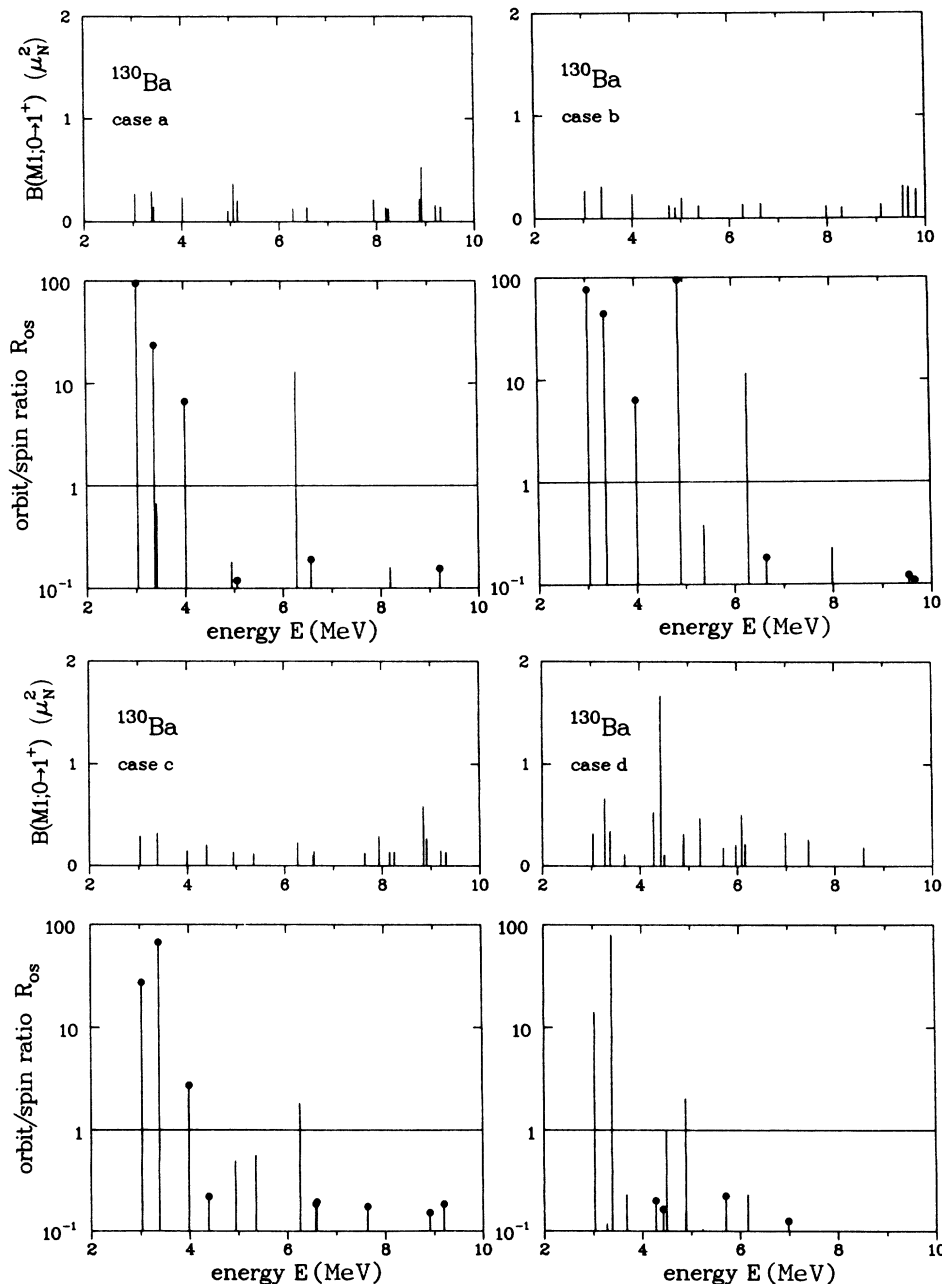 B(M1;0→1⁺) (μ_N²)
2
1
0
¹³⁰Ba
case a
2 4 6 8 10
2
1
0
¹³⁰Ba
case b
2 4 6 8 10
orbit/spin ratio R_os
100
10
1
10⁻¹
2 4 6 8 10
energy E (MeV)
100
10
1
10⁻¹
2 4 6 8 10
energy E (MeV)
B(M1;0→1⁺) (μ_N²)
2
1
0
¹³⁰Ba
case c
2 4 6 8 10
2
1
0
¹³⁰Ba
case d
2 4 6 8 10
orbit/spin ratio R_os
100
10
1
10⁻¹
2 4 6 8 10
energy E (MeV)
100
10
1
10⁻¹
2 4 6 8 10
energy E (MeV)